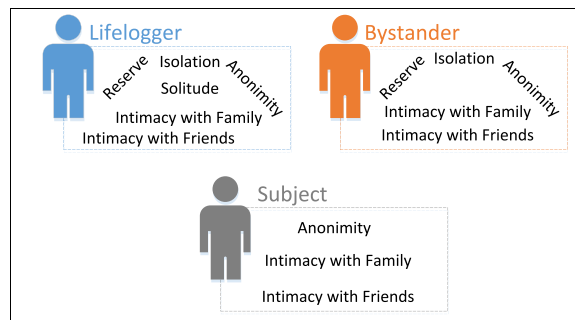 Lifelogger
Reserve
Isolation
Anonimity
Solitude
Intimacy with Family
Intimacy with Friends
Bystander
Reserve
Isolation
Anonimity
Intimacy with Family
Intimacy with Friends
Subject
Anonimity
Intimacy with Family
Intimacy with Friends